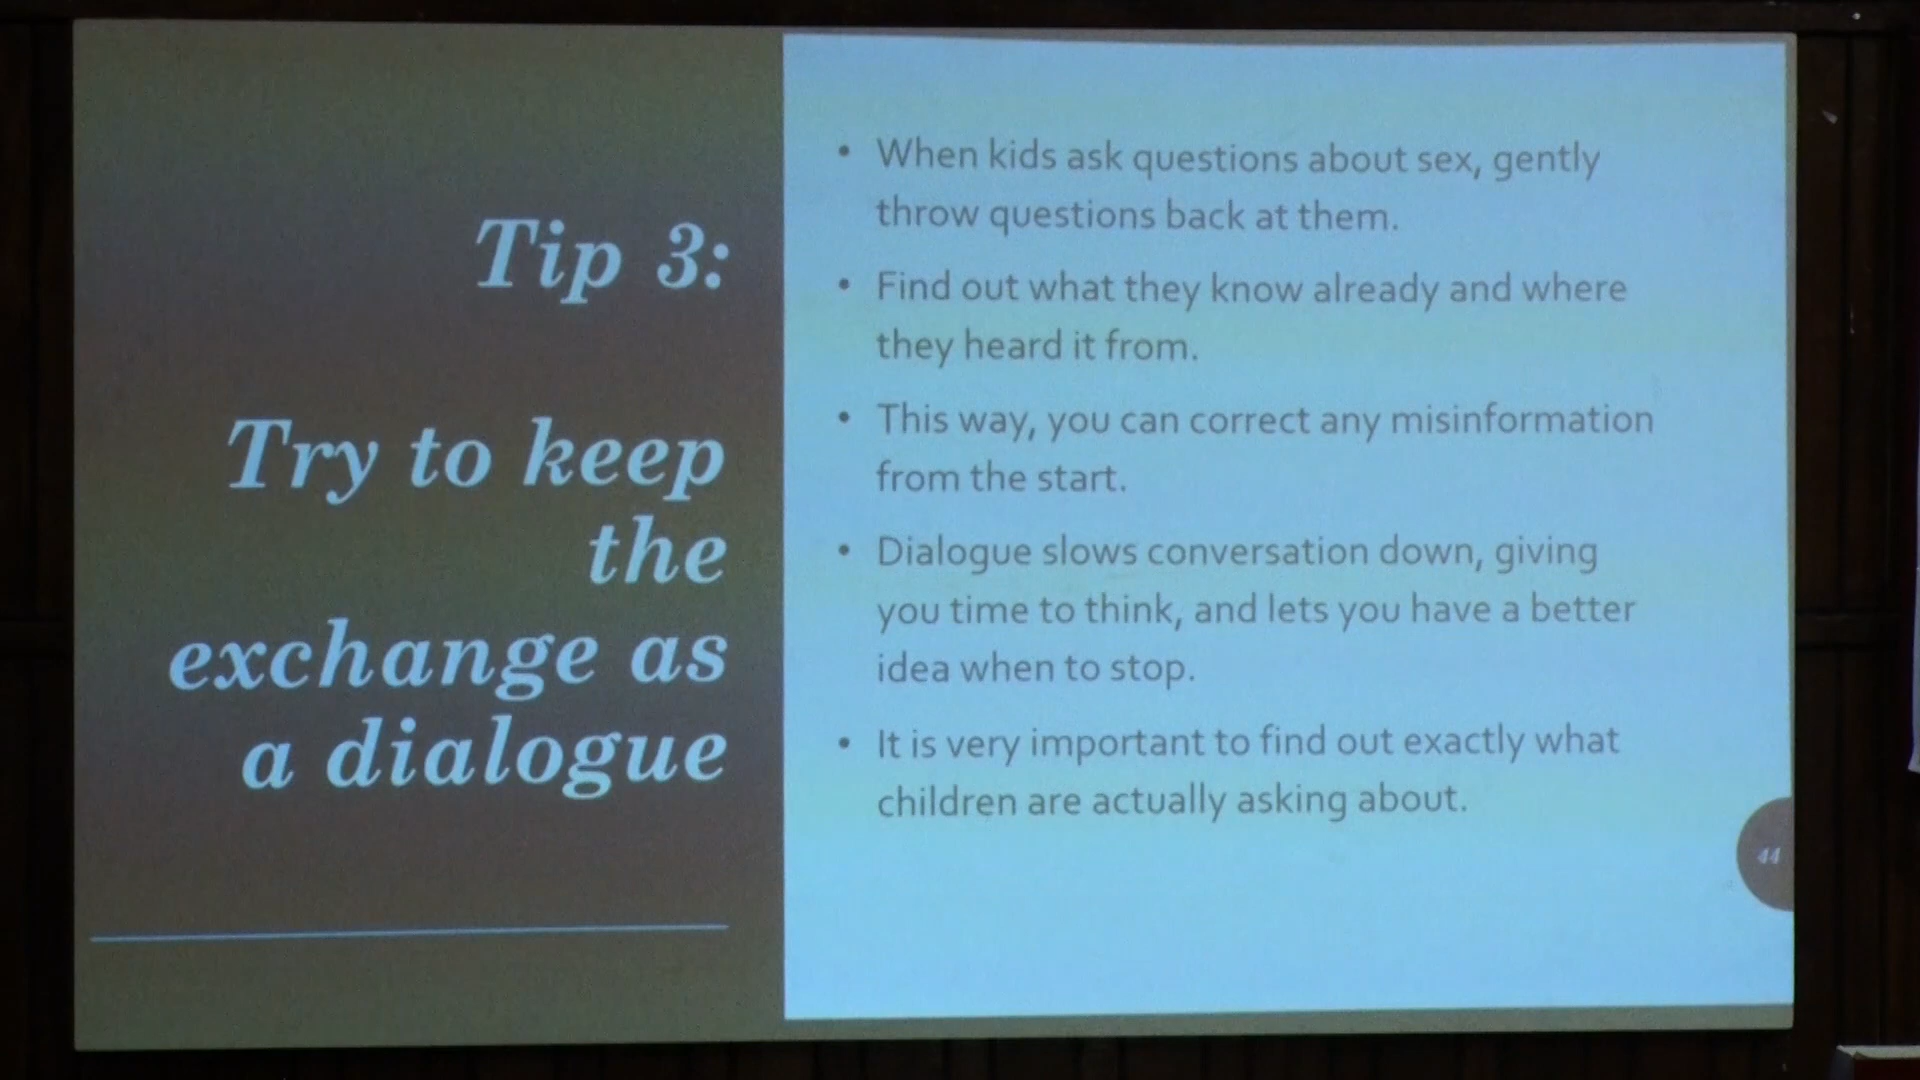 Tip 3:
Try to keep
the
exchange as
a dialogue
• When kids ask questions about sex, gently
throw questions back at them.
• Find out what they know already and where
they heard it from.
• This way, you can correct any misinformation
from the start.
• Dialogue slows conversation down, giving
you time to think, and lets you have a better
idea when to stop.
• It is very important to find out exactly what
children are actually asking about.
44